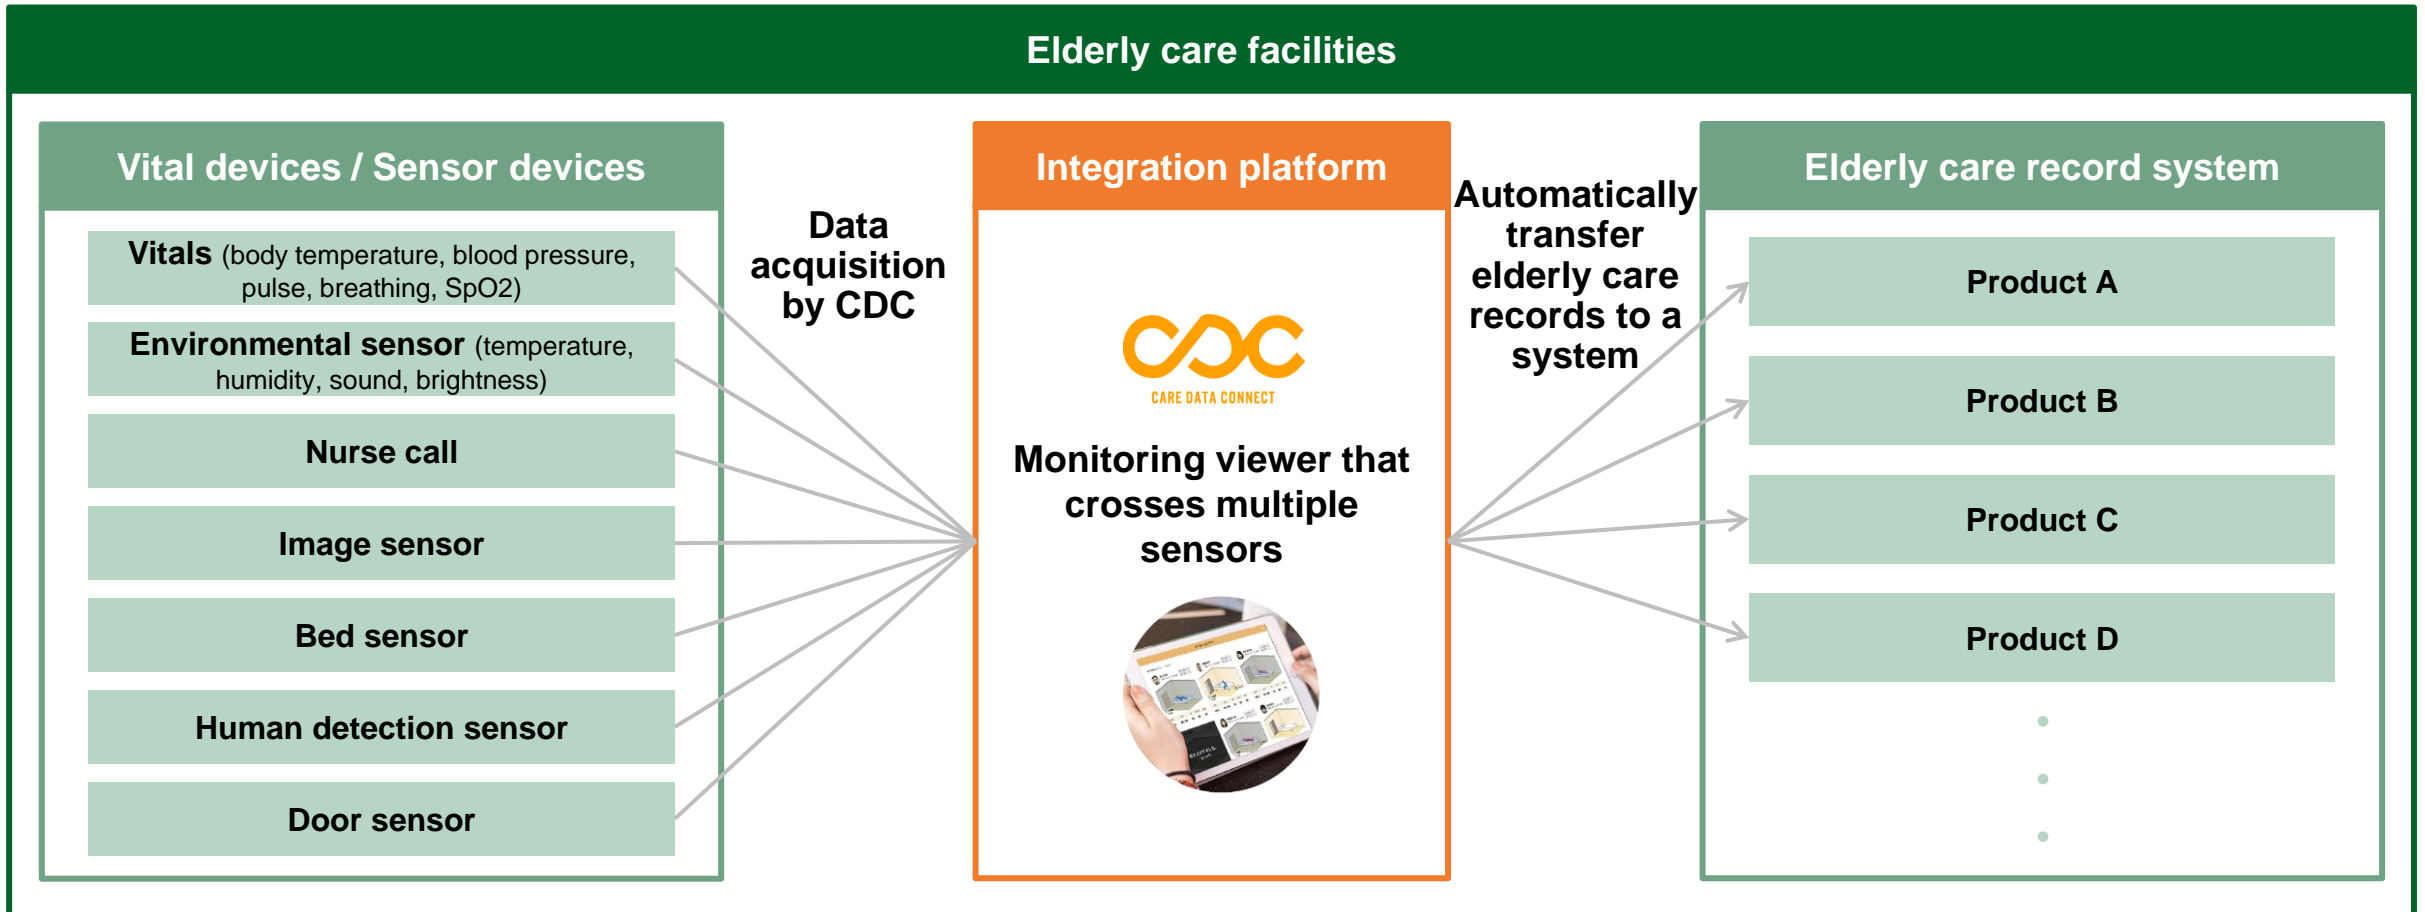 Elderly care facilities
Vital devices / Sensor devices
Vitals (body temperature, blood pressure,
pulse, breathing, SpO2)
Environmental sensor (temperature,
humidity, sound, brightness)
Nurse call
Image sensor
Bed sensor
Human detection sensor
Door sensor
Data
acquisition
by CDC
Integration platform
CDC
CARE DATA CONNECT
Monitoring viewer that
crosses multiple
sensors
Automatically
transfer
elderly care
records to a
system
Elderly care record system
Product A
Product B
Product C
Product D